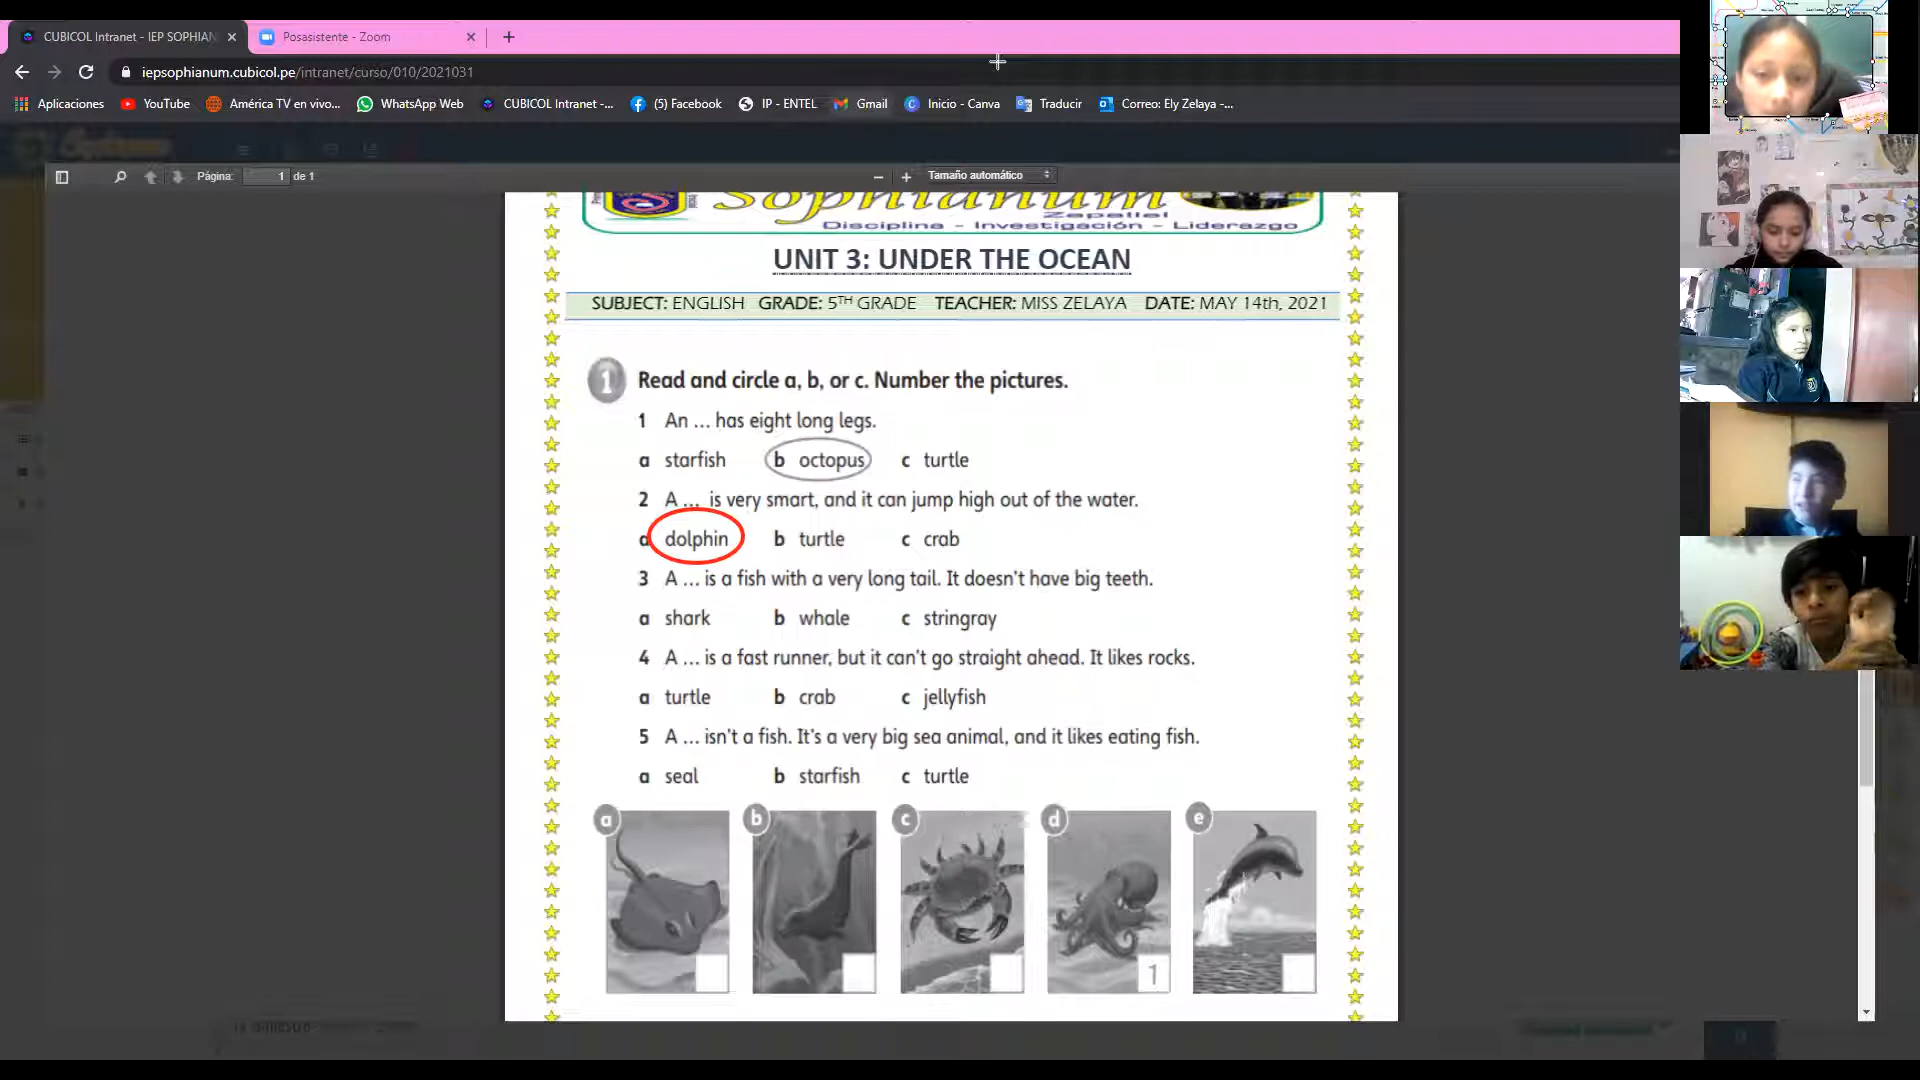 CUBICOL Intranet - IEP SOPHIAN
Posasistente - Zoom
iepsophianum.cubicol.pe/intranet/curso/010/2021031
Aplicaciones YouTube América TV en vivo... WhatsApp Web CUBICOL Intranet -... (5) Facebook IP - ENTEL Gmail Inicio - Canva Traducir Correo: Ely Zelaya -...
Página: 1 de 1 Tamaño automático
Sophianum
Zapallal
Disciplina - Investigación - Liderazgo
UNIT 3: UNDER THE OCEAN
SUBJECT: ENGLISH GRADE: 5TH GRADE TEACHER: MISS ZELAYA DATE: MAY 14th, 2021
1 Read and circle a, b, or c. Number the pictures.
1 An ... has eight long legs.
a starfish b octopus c turtle
2 A ... is very smart, and it can jump high out of the water.
a dolphin b turtle c crab
3 A ... is a fish with a very long tail. It doesn't have big teeth.
a shark b whale c stringray
4 A ... is a fast runner, but it can't go straight ahead. It likes rocks.
a turtle b crab c jellyfish
5 A ... isn't a fish. It's a very big sea animal, and it likes eating fish.
a seal b starfish c turtle
a b c d e
1